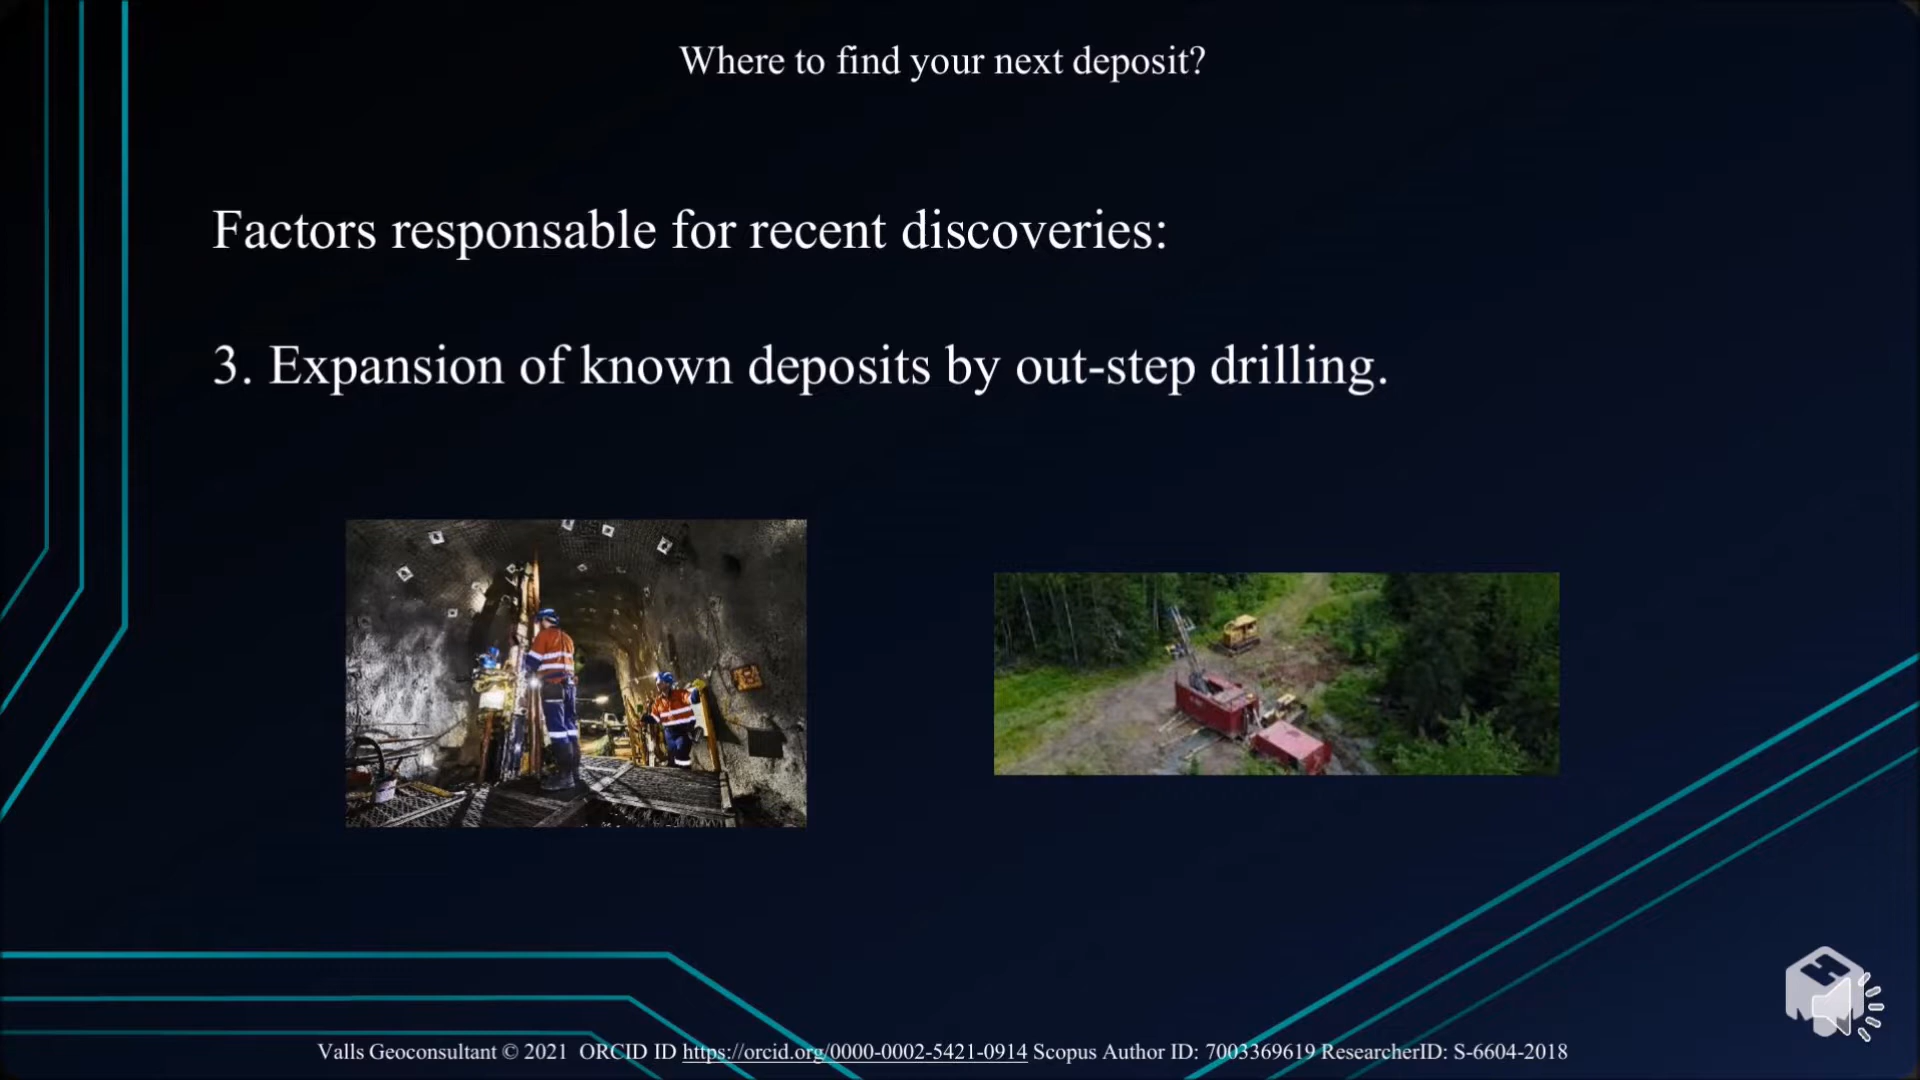 Where to find your next deposit?
Factors responsable for recent discoveries:
3. Expansion of known deposits by out-step drilling.
Valls Geoconsultant © 2021 ORCID ID https://orcid.org/0000-0002-5421-0914 Scopus Author ID: 7003369619 ResearcherID: S-6604-2018